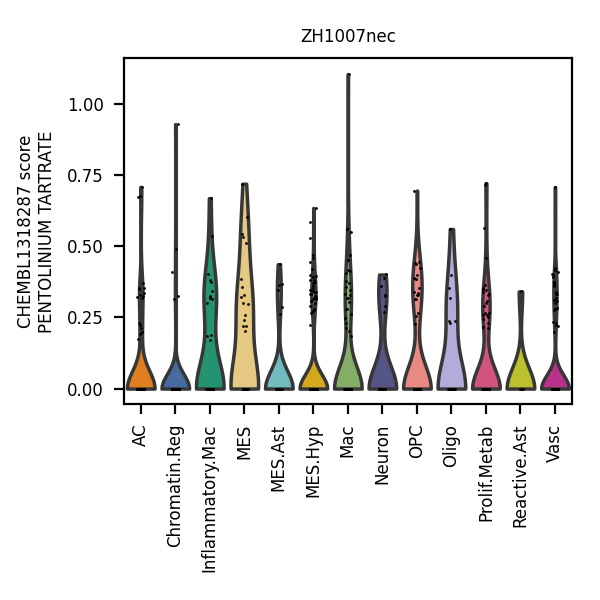 ZH1007nec
CHEMBL1318287 score
PENTOLINIUM TARTRATE
1.00
0.75
0.50
0.25
0.00
AC
Chromatin.Reg
Inflammatory.Mac
MES
MES.Ast
MES.Hyp
Mac
Neuron
OPC
Oligo
Prolif.Metab
Reactive.Ast
Vasc